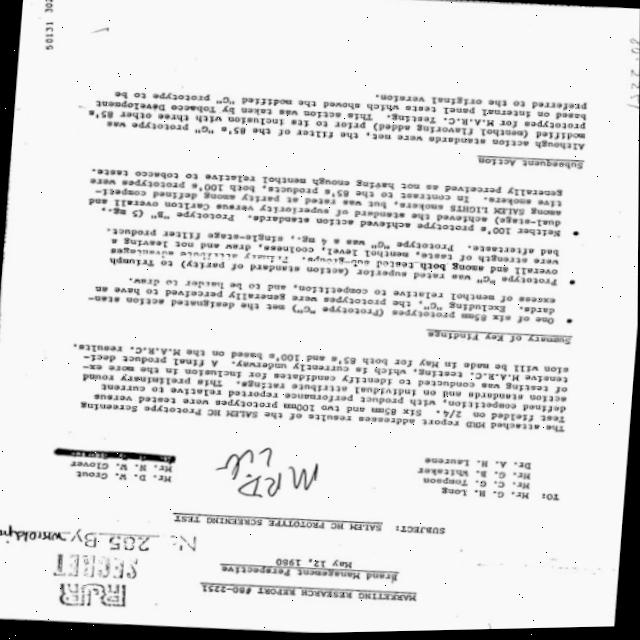 RJR
SECRET
No. 205 By
MARKETING RESEARCH REPORT #80-2251
Brand Management Perspective
May 12, 1980
SUBJECT: SALEM HC PROTOTYPE SCREENING TEST
TO: Mr. G. H. Long
Mr. C. G. Tompson
Mr. G. B. Whitaker
Dr. A. H. Laurene
Mr. D. W. Grout
Mr. N. W. Glover
MRD
The attached MRD report addresses results of the SALEM HC Prototype Screening
Test fielded on 2/4. Six 85mm and two 100mm prototypes were tested versus
defined competition, with product performance reported relative to current
action standards and on individual attribute ratings. This preliminary round
of testing was conducted to identify candidates for inclusion in the more ex-
tensive M.A.R.C. testing, which is currently underway. A final product deci-
sion will be made in May for both 85's and 100's based on the M.A.R.C. results.
Summary of Key Findings
• One of six 85mm prototypes (Prototype "C") met the designated action stan-
dards. Excluding "C", the prototypes were generally perceived to have an
excess of menthol relative to competition, and to be harder to draw.
• Prototype "C" was rated superior (action standard of parity) to Triumph
overall and among both tested sub-groups. Primary attribute advantages
were strength of taste, menthol level, coolness, draw and not leaving a
bad aftertaste. Prototype "C" was a 4 mg., single-stage filter product.
• Neither 100's prototype achieved action standards. Prototype "B" (5 mg.,
dual-stage) achieved the standard of superiority versus Carlton overall and
among SALEM LIGHTS smokers, but was rated at parity among defined competi-
tive smokers. In contrast to the 85's products, both 100's prototypes were
generally perceived as not having enough menthol relative to tobacco taste.
Subsequent Action
Although action standards were met, the filter of the 85's "C" prototype was
modified (menthol flavoring added) prior to its inclusion with three other 85's
prototypes for M.A.R.C. Testing. This action was taken by Tobacco Development
based on internal panel tests which showed the modified "C" prototype to be
preferred to the original version.
50131 302